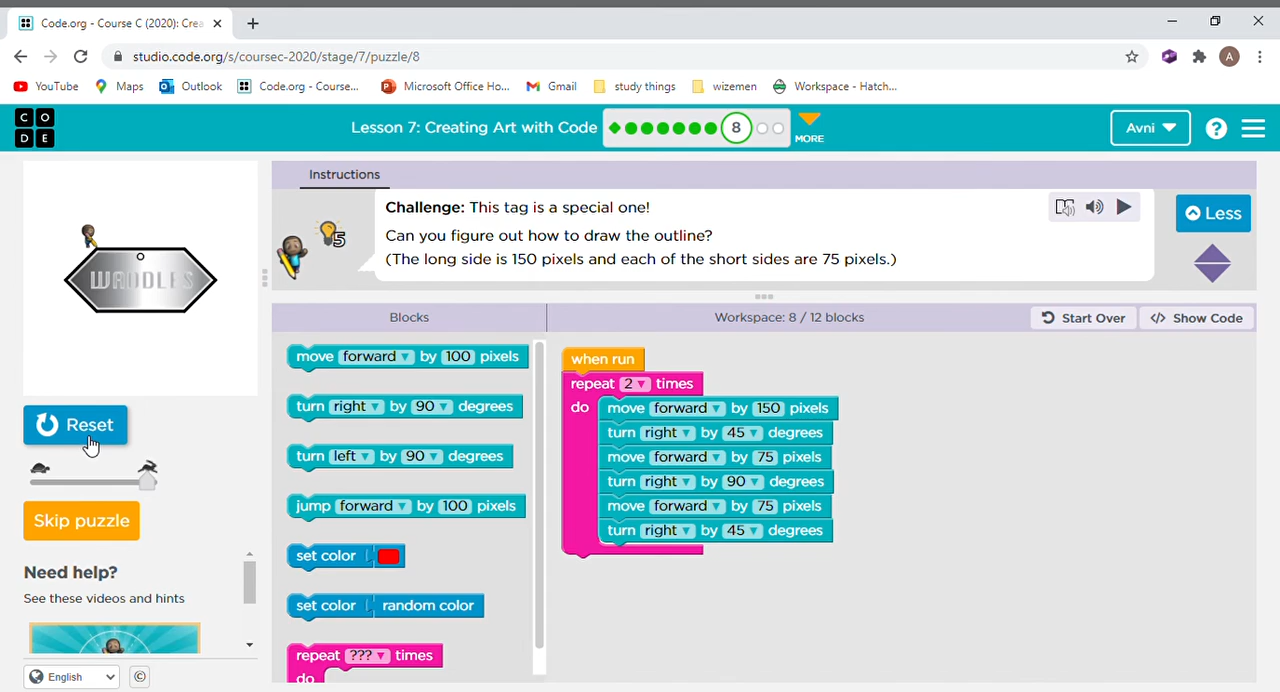 Code.org - Course C (2020): Crea
studio.code.org/s/coursec-2020/stage/7/puzzle/8
A
YouTube Maps Outlook Code.org - Course... Microsoft Office Ho... Gmail study things wizemen Workspace - Hatch...
C O
D E
Lesson 7: Creating Art with Code
8
MORE
Avni
?
Instructions
Challenge: This tag is a special one!
Can you figure out how to draw the outline?
(The long side is 150 pixels and each of the short sides are 75 pixels.)
5
Less
WADDLES
Blocks
Workspace: 8 / 12 blocks
Start Over
</> Show Code
move forward by 100 pixels
turn right by 90 degrees
turn left by 90 degrees
jump forward by 100 pixels
set color
set color random color
repeat ??? times
do
when run
repeat 2 times
do
move forward by 150 pixels
turn right by 45 degrees
move forward by 75 pixels
turn right by 90 degrees
move forward by 75 pixels
turn right by 45 degrees
Reset
Skip puzzle
Need help?
See these videos and hints
English
©